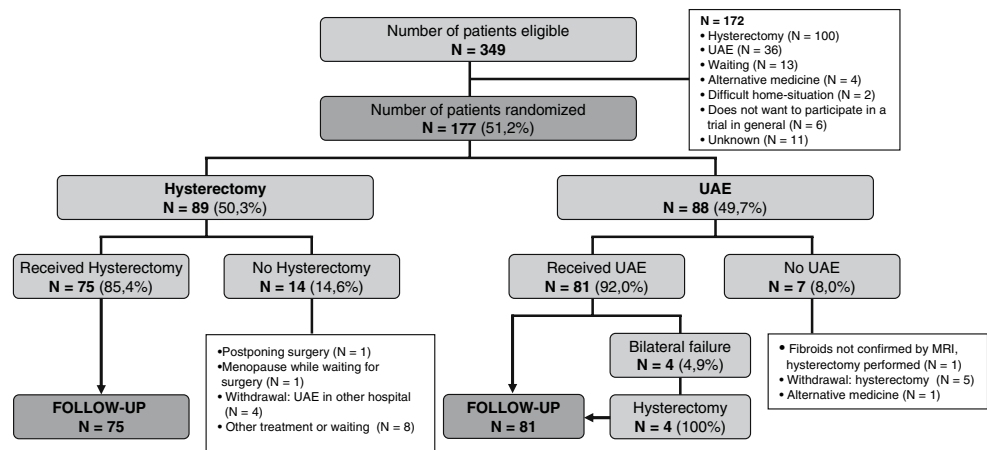 Number of patients eligible
N = 349
N = 172
• Hysterectomy (N = 100)
• UAE (N = 36)
• Waiting (N = 13)
• Alternative medicine (N = 4)
• Difficult home-situation (N = 2)
• Does not want to participate in a
trial in general (N = 6)
• Unknown (N = 11)
Number of patients randomized
N = 177 (51,2%)
Hysterectomy
N = 89 (50,3%)
UAE
N = 88 (49,7%)
Received Hysterectomy
N = 75 (85,4%)
No Hysterectomy
N = 14 (14,6%)
Received UAE
N = 81 (92,0%)
No UAE
N = 7 (8,0%)
•Postponing surgery (N = 1)
•Menopause while waiting for
surgery (N = 1)
• Withdrawal: UAE in other hospital
(N = 4)
• Other treatment or waiting (N = 8)
Bilateral failure
N = 4 (4,9%)
• Fibroids not confirmed by MRI,
hysterectomy performed (N = 1)
• Withdrawal: hysterectomy (N = 5)
• Alternative medicine (N = 1)
FOLLOW-UP
N = 75
FOLLOW-UP
N = 81
Hysterectomy
N = 4 (100%)